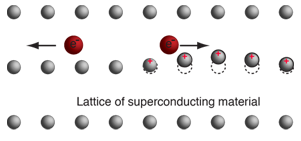 Lattice of superconducting material
+ + + + +